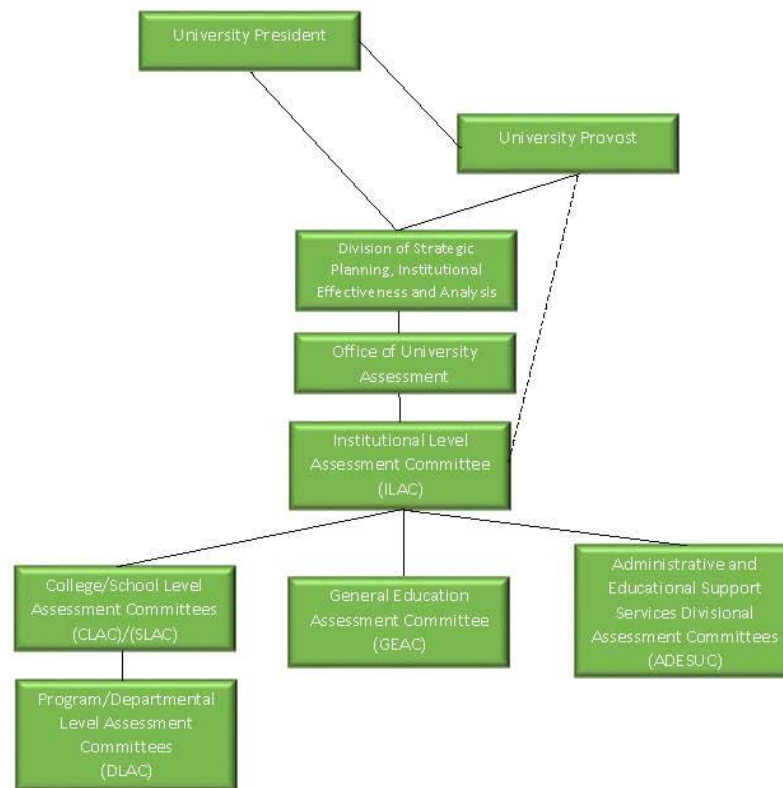 University President
University Provost
Division of Strategic
Planning, Institutional
Effectiveness and Analysis
Office of University
Assessment
Institutional Level
Assessment Committee
(ILAC)
College/School Level
Assessment Committees
(CLAC)/(SLAC)
General Education
Assessment Committee
(GEAC)
Administrative and
Educational Support
Services Divisional
Assessment Committees
(ADESUC)
Program/Departmental
Level Assessment
Committees
(DLAC)